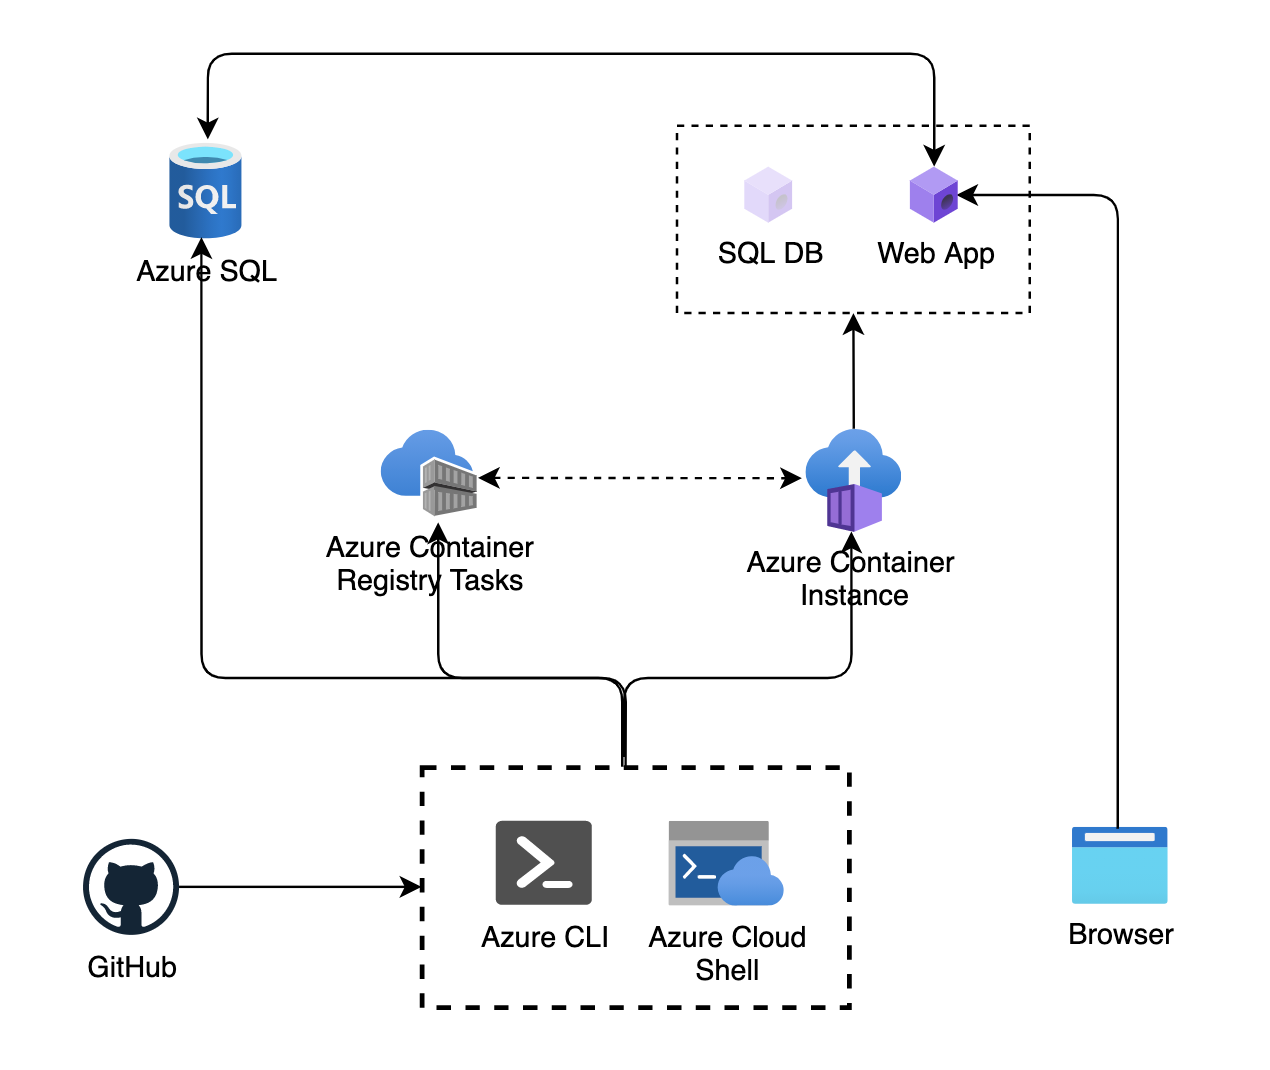 SQL
Azure SQL
SQL DB
Web App
Azure Container
Registry Tasks
Azure Container
Instance
GitHub
Azure CLI
Azure Cloud
Shell
Browser